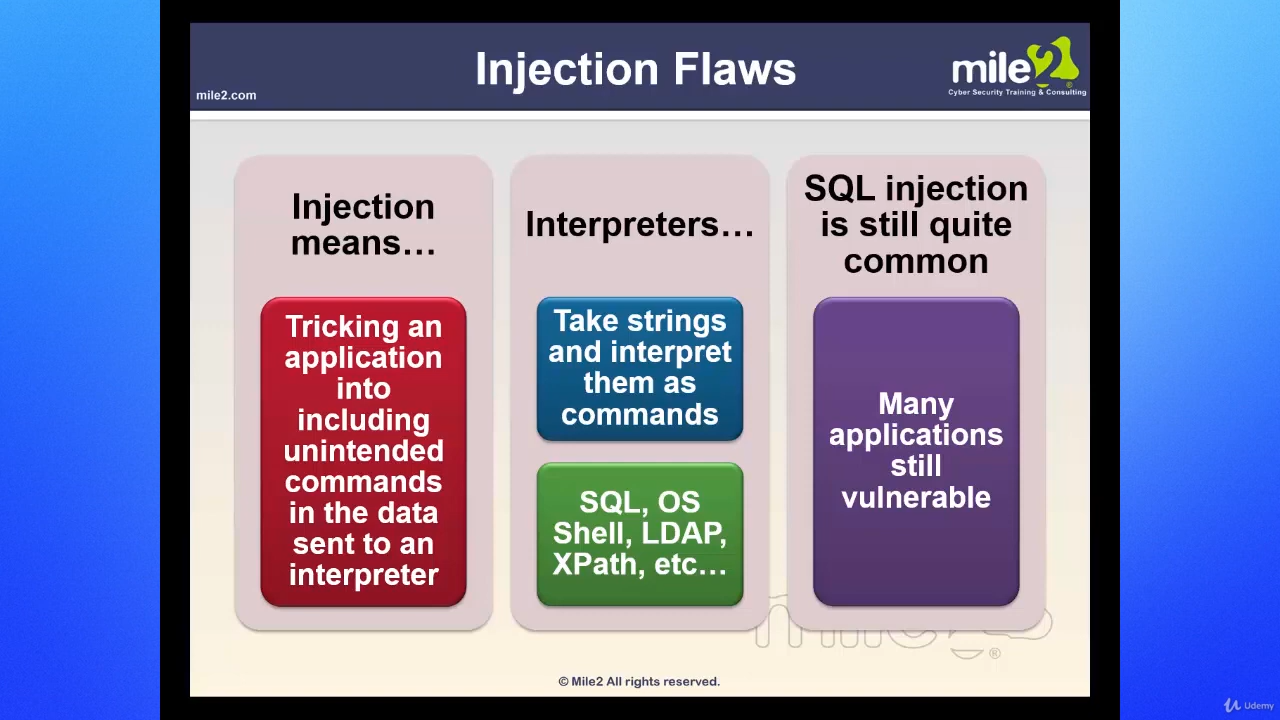 Injection Flaws
mile2.com
mile2
®
Cyber Security Training & Consulting
Injection
means…
Tricking an
application
into
including
unintended
commands
in the data
sent to an
interpreter
Interpreters…
Take strings
and interpret
them as
commands
SQL, OS
Shell, LDAP,
XPath, etc…
SQL injection
is still quite
common
Many
applications
still
vulnerable
mile2
®
© Mile2 All rights reserved.
Udemy